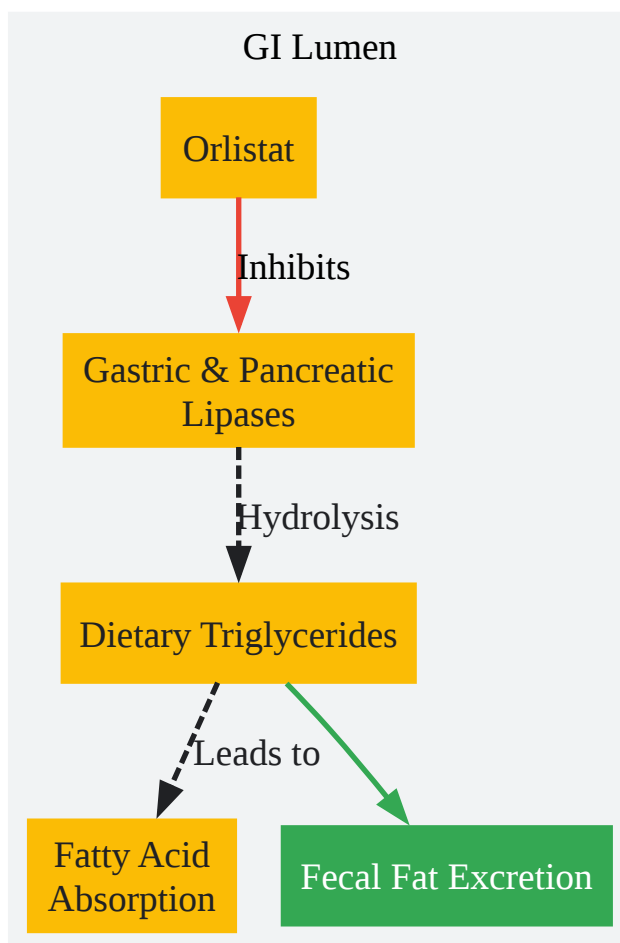 GI Lumen
Orlistat
Inhibits
Gastric & Pancreatic
Lipases
Hydrolysis
Dietary Triglycerides
Leads to
Fatty Acid
Absorption
Fecal Fat Excretion